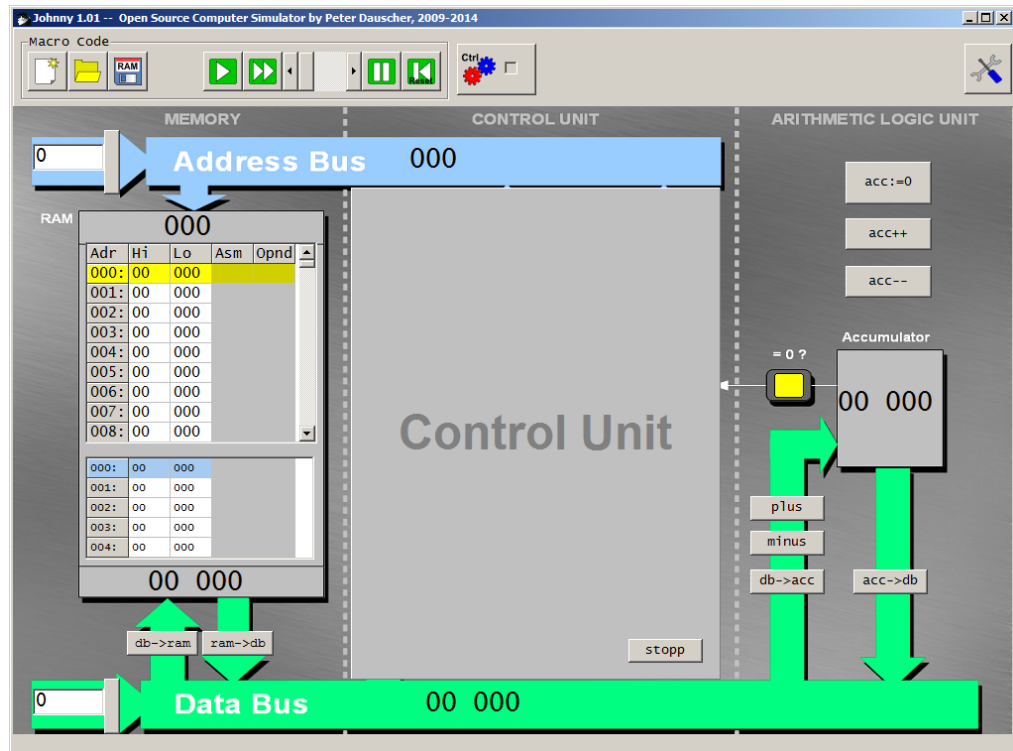 Johnny 1.01 -- Open Source Computer Simulator by Peter Dauscher, 2009-2014
Macro Code
RAM
Reset
Ctrl
MEMORY
CONTROL UNIT
ARITHMETIC LOGIC UNIT
0
Address Bus 000
acc:=0
acc++
acc--
RAM
000
Adr Hi Lo Asm Opnd
000: 00 000
001: 00 000
002: 00 000
003: 00 000
004: 00 000
005: 00 000
006: 00 000
007: 00 000
008: 00 000
000: 00 000
001: 00 000
002: 00 000
003: 00 000
004: 00 000
00 000
db->ram
ram->db
Control Unit
stopp
= 0 ?
Accumulator
00 000
plus
minus
db->acc
acc->db
0
Data Bus 00 000